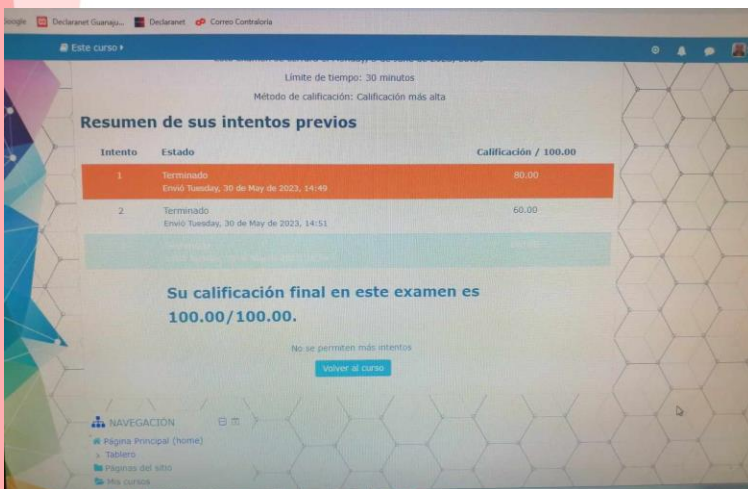 Google Declaranet Guanaju... Declaranet Correo Contraloría
Este curso
Límite de tiempo: 30 minutos
Método de calificación: Calificación más alta
Resumen de sus intentos previos
Intento Estado Calificación / 100.00
1 Terminado 80.00
Envió Tuesday, 30 de May de 2023, 14:49
2 Terminado 60.00
Envió Tuesday, 30 de May de 2023, 14:51
Su calificación final en este examen es
100.00/100.00.
No se permiten más intentos
Volver al curso
NAVEGACIÓN
Página Principal (home)
Tablero
Páginas del sitio
Mis cursos